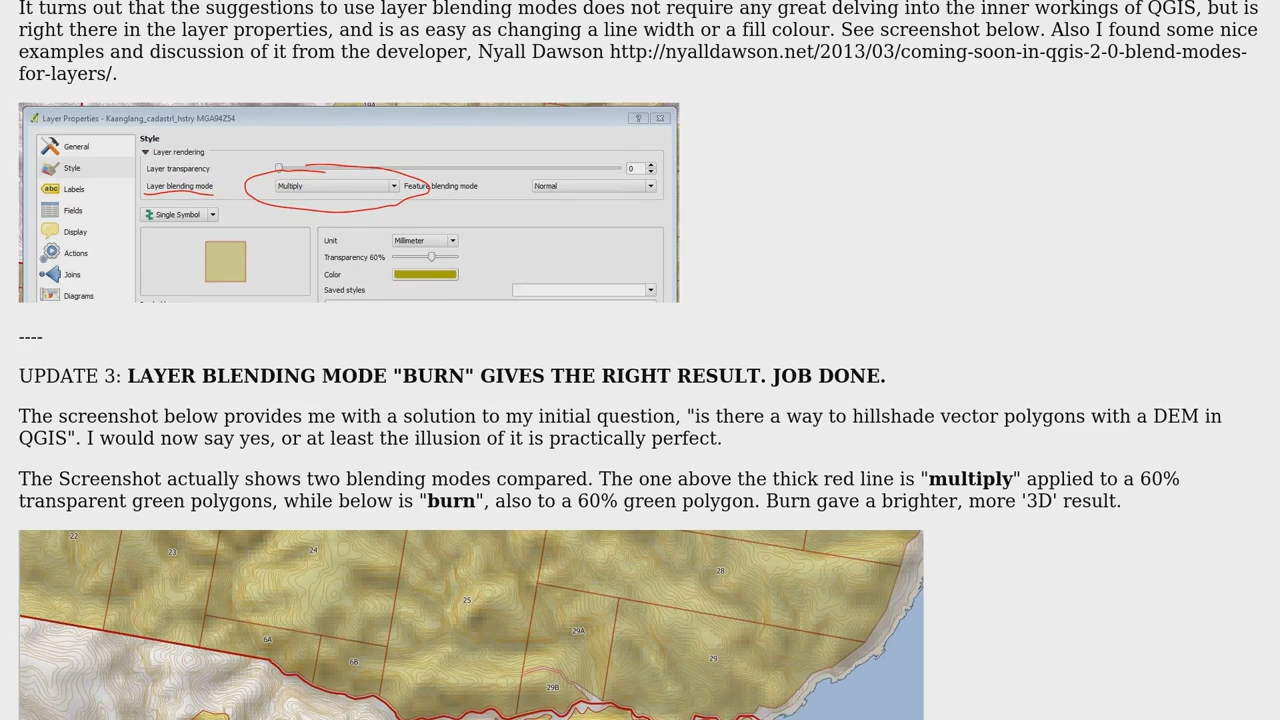 It turns out that the suggestions to use layer blending modes does not require any great delving into the inner workings of QGIS, but is
right there in the layer properties, and is as easy as changing a line width or a fill colour. See screenshot below. Also I found some nice
examples and discussion of it from the developer, Nyall Dawson http://nyalldawson.net/2013/03/coming-soon-in-qgis-2-0-blend-modes-
for-layers/.
19A
Layer Properties - Kaanglang_cadastrl_hstry MGA94Z54
General
Style
Labels
Fields
Display
Actions
Joins
Diagrams
Style
Layer rendering
Layer transparency 0
Layer blending mode Multiply Feature blending mode Normal
Single Symbol
Unit Millimeter
Transparency 60%
Color
Saved styles
----
UPDATE 3: LAYER BLENDING MODE "BURN" GIVES THE RIGHT RESULT. JOB DONE.
The screenshot below provides me with a solution to my initial question, "is there a way to hillshade vector polygons with a DEM in
QGIS". I would now say yes, or at least the illusion of it is practically perfect.
The Screenshot actually shows two blending modes compared. The one above the thick red line is "multiply" applied to a 60%
transparent green polygons, while below is "burn", also to a 60% green polygon. Burn gave a brighter, more '3D' result.
22
23
24
28
25
29A
6A
6B
29
29B